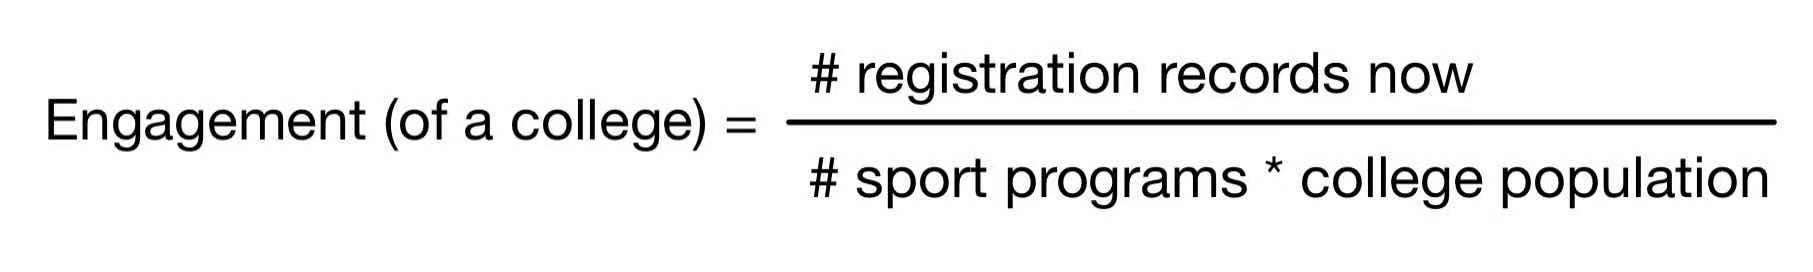 Engagement (of a college) =
# registration records now
# sport programs * college population